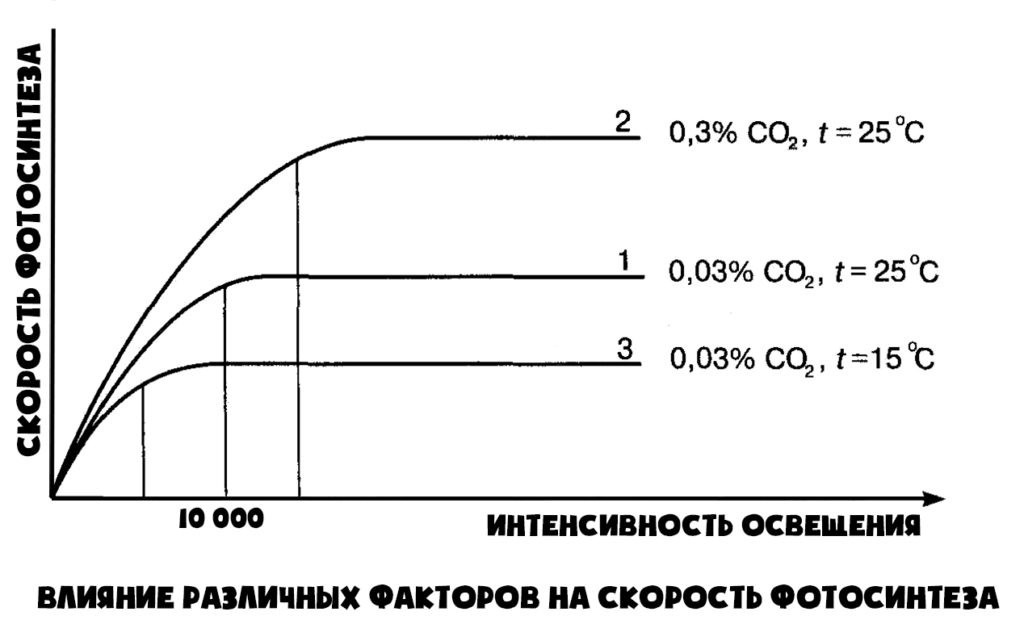 СКОРОСТЬ ФОТОСИНТЕЗА
2 0,3% CO₂, t = 25°C
1 0,03% CO₂, t = 25°C
3 0,03% CO₂, t = 15°C
10 000
ИНТЕНСИВНОСТЬ ОСВЕЩЕНИЯ
ВЛИЯНИЕ РАЗЛИЧНЫХ ФАКТОРОВ НА СКОРОСТЬ ФОТОСИНТЕЗА